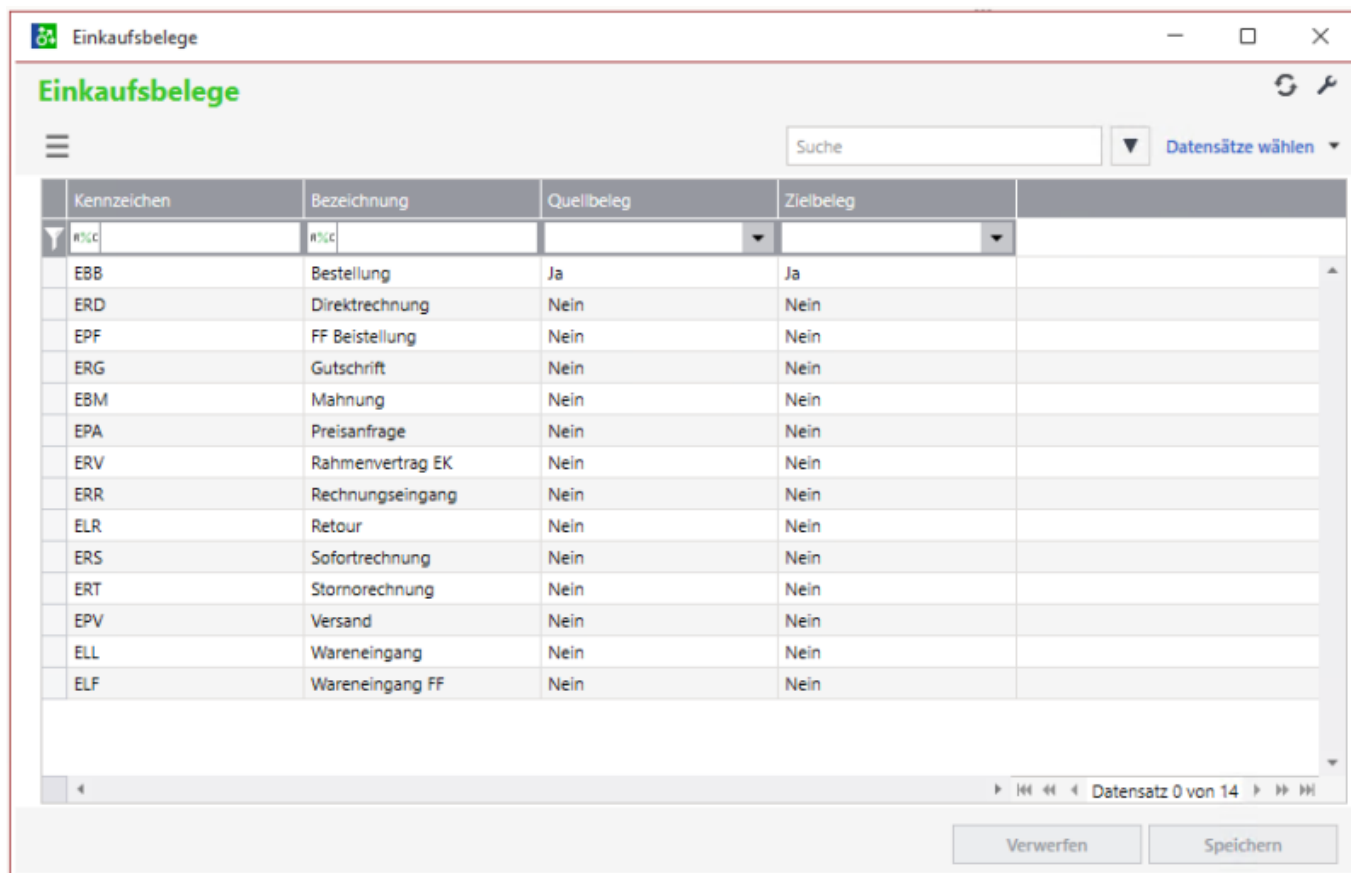 Einkaufsbelege
Einkaufsbelege
Suche Datensätze wählen
Kennzeichen Bezeichnung Quellbeleg Zielbeleg
EBB Bestellung Ja Ja
ERD Direktrechnung Nein Nein
EPF FF Beistellung Nein Nein
ERG Gutschrift Nein Nein
EBM Mahnung Nein Nein
EPA Preisanfrage Nein Nein
ERV Rahmenvertrag EK Nein Nein
ERR Rechnungseingang Nein Nein
ELR Retour Nein Nein
ERS Sofortrechnung Nein Nein
ERT Stornorechnung Nein Nein
EPV Versand Nein Nein
ELL Wareneingang Nein Nein
ELF Wareneingang FF Nein Nein
Datensatz 0 von 14
Verwerfen Speichern